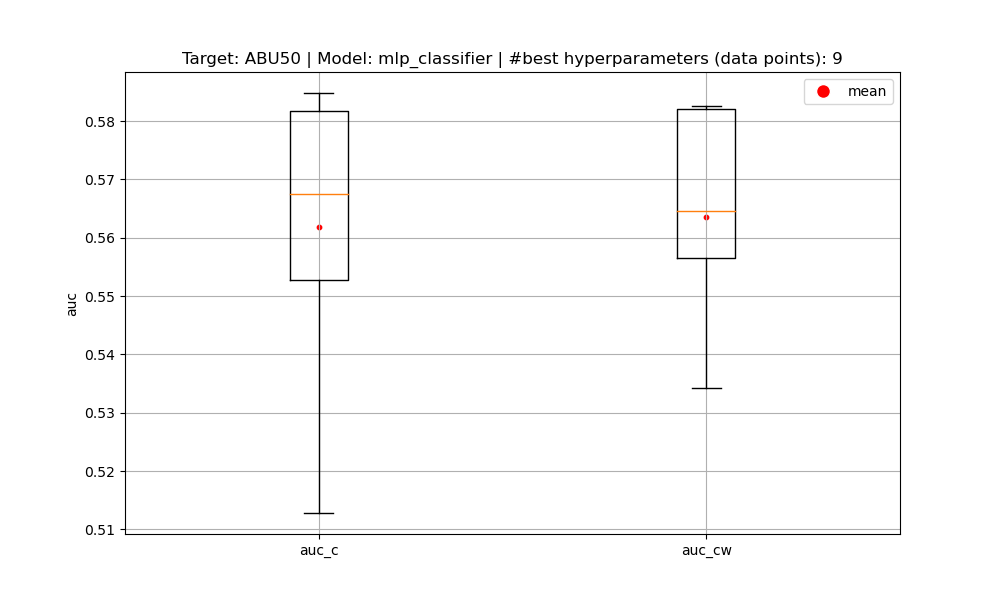 Target: ABU50 | Model: mlp_classifier | #best hyperparameters (data points): 9
mean
0.58
0.57
0.56
0.55
0.54
0.53
0.52
0.51
auc
auc_c
auc_cw